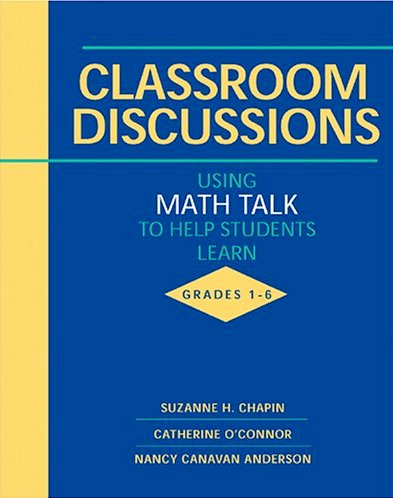 CLASSROOM
DISCUSSIONS
USING
MATH TALK
TO HELP STUDENTS
LEARN
GRADES 1-6
SUZANNE H. CHAPIN
CATHERINE O'CONNOR
NANCY CANAVAN ANDERSON